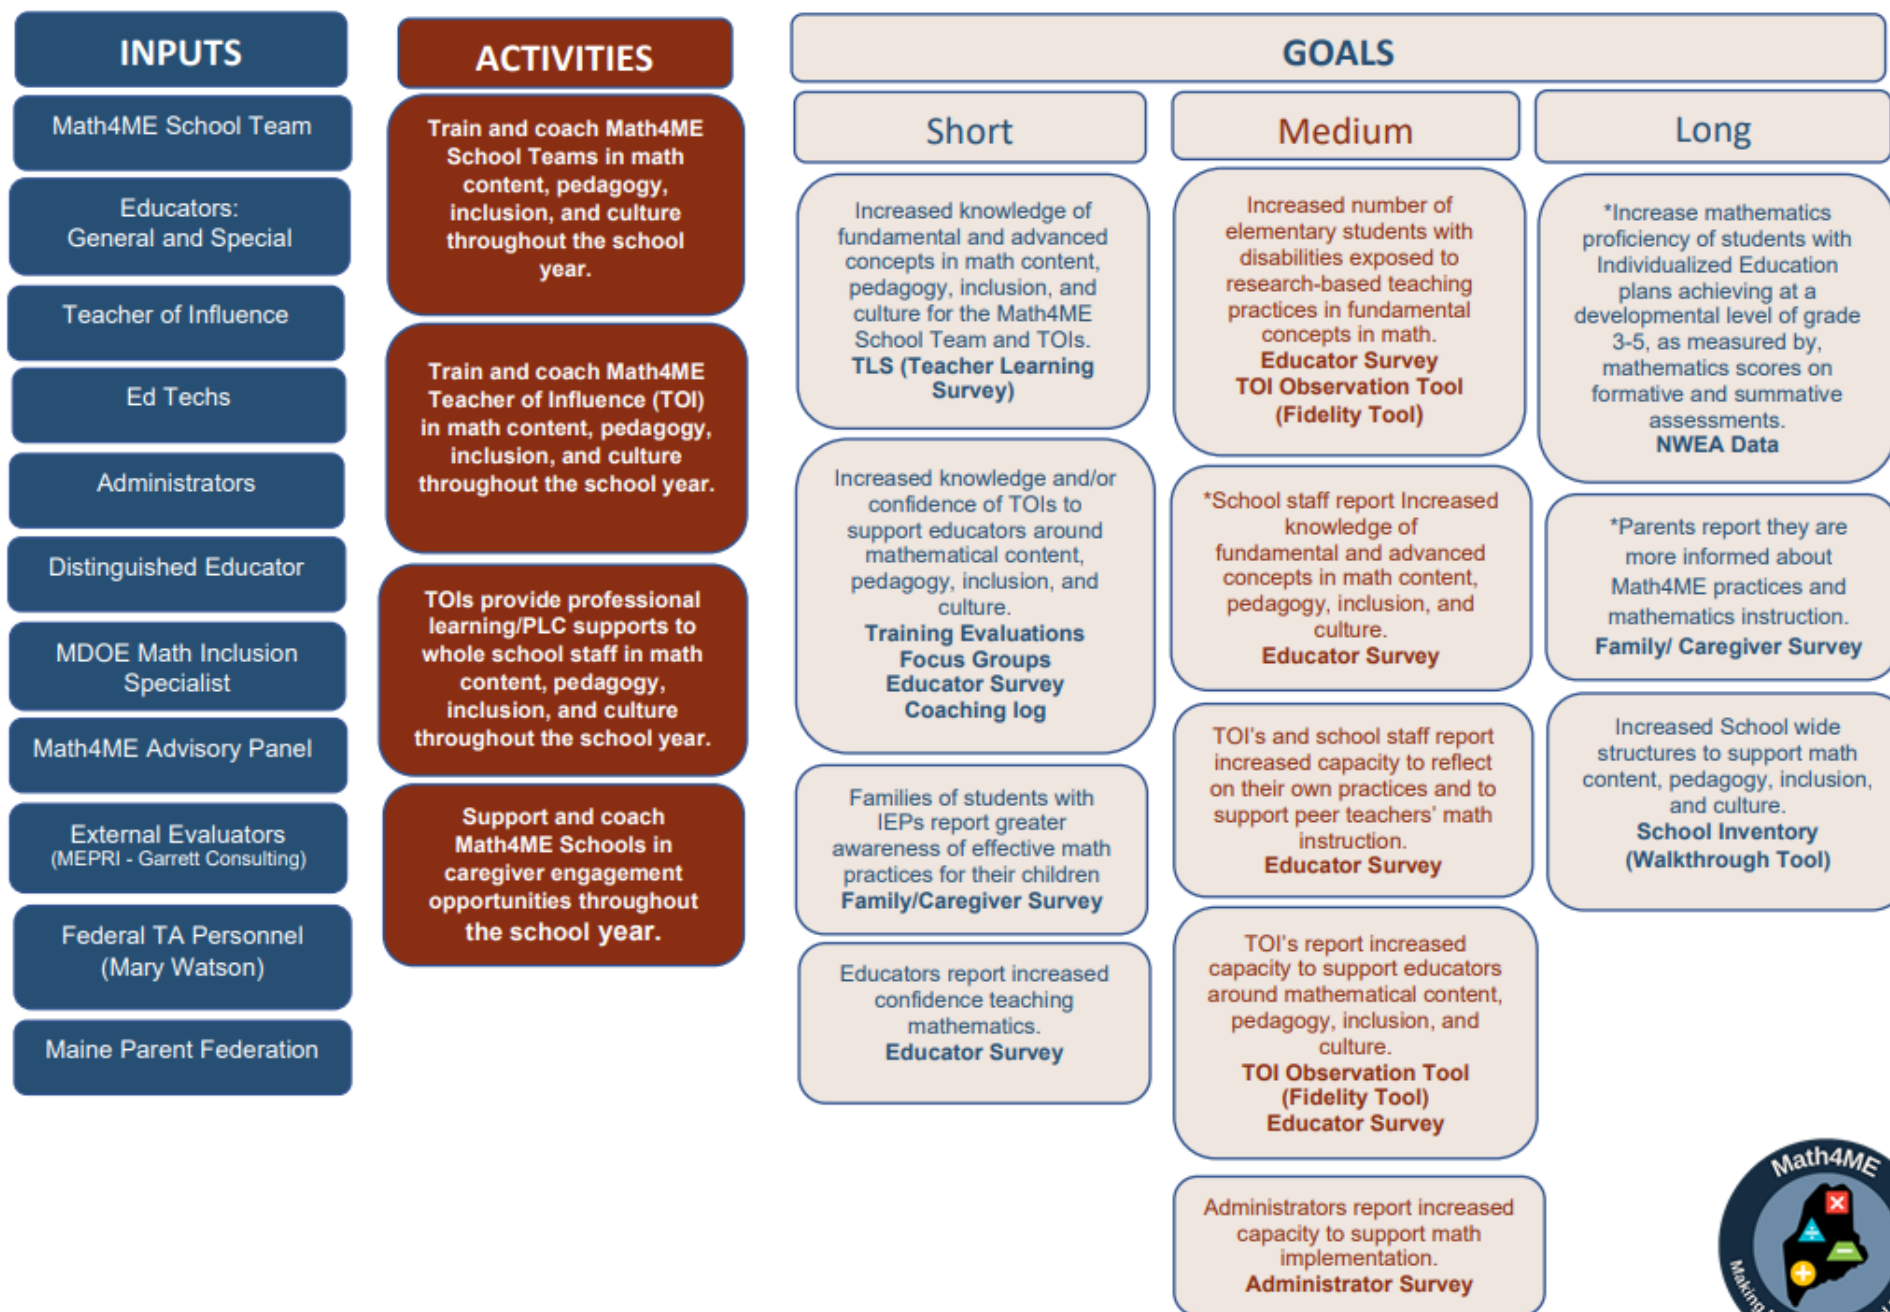 INPUTS
Math4ME School Team
Educators:
General and Special
Teacher of Influence
Ed Techs
Administrators
Distinguished Educator
MDOE Math Inclusion
Specialist
Math4ME Advisory Panel
External Evaluators
(MEPRI - Garrett Consulting)
Federal TA Personnel
(Mary Watson)
Maine Parent Federation
ACTIVITIES
Train and coach Math4ME
School Teams in math
content, pedagogy,
inclusion, and culture
throughout the school
year.
Train and coach Math4ME
Teacher of Influence (TOI)
in math content, pedagogy,
inclusion, and culture
throughout the school year.
TOIs provide professional
learning/PLC supports to
whole school staff in math
content, pedagogy,
inclusion, and culture
throughout the school year.
Support and coach
Math4ME Schools in
caregiver engagement
opportunities throughout
the school year.
GOALS
Short
Increased knowledge of
fundamental and advanced
concepts in math content,
pedagogy, inclusion, and
culture for the Math4ME
School Team and TOIs.
TLS (Teacher Learning
Survey)
Increased knowledge and/or
confidence of TOIs to
support educators around
mathematical content,
pedagogy, inclusion, and
culture.
Training Evaluations
Focus Groups
Educator Survey
Coaching log
Families of students with
IEPs report greater
awareness of effective math
practices for their children
Family/Caregiver Survey
Educators report increased
confidence teaching
mathematics.
Educator Survey
Medium
Increased number of
elementary students with
disabilities exposed to
research-based teaching
practices in fundamental
concepts in math.
Educator Survey
TOI Observation Tool
(Fidelity Tool)
*School staff report Increased
knowledge of
fundamental and advanced
concepts in math content,
pedagogy, inclusion, and
culture.
Educator Survey
TOI's and school staff report
increased capacity to reflect
on their own practices and to
support peer teachers' math
instruction.
Educator Survey
TOI's report increased
capacity to support educators
around mathematical content,
pedagogy, inclusion, and
culture.
TOI Observation Tool
(Fidelity Tool)
Educator Survey
Administrators report increased
capacity to support math
implementation.
Administrator Survey
Long
*Increase mathematics
proficiency of students with
Individualized Education
plans achieving at a
developmental level of grade
3-5, as measured by,
mathematics scores on
formative and summative
assessments.
NWEA Data
*Parents report they are
more informed about
Math4ME practices and
mathematics instruction.
Family/ Caregiver Survey
Increased School wide
structures to support math
content, pedagogy, inclusion,
and culture.
School Inventory
(Walkthrough Tool)
Math4ME
Making